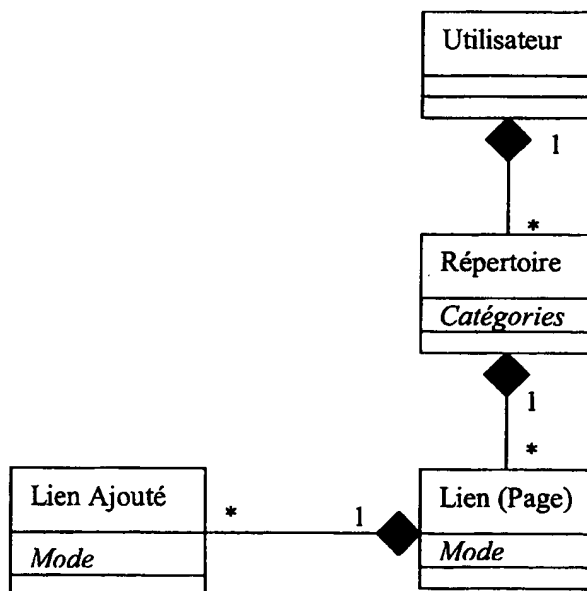 Utilisateur
1
*
Répertoire
Catégories
1
*
Lien Ajouté
*
1
Lien (Page)
Mode
Mode